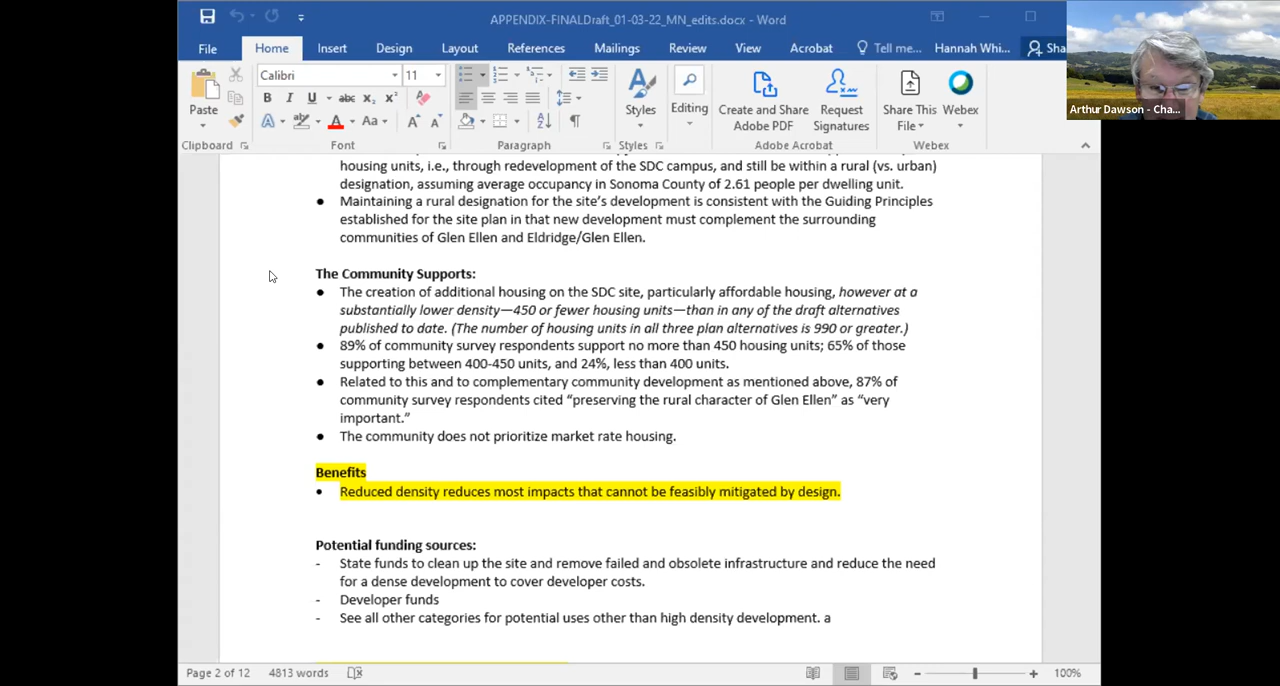 APPENDIX-FINALDraft_01-03-22_MN_edits.docx - Word
File Home Insert Design Layout References Mailings Review View Acrobat Tell me... Hannah Whi... Sha
Calibri 11
Paste
B I U abc X₂ X² Aa A A A A
Styles
Editing
Create and Share Adobe PDF
Request Signatures
Share This File
Webex
Clipboard Font Paragraph Styles Adobe Acrobat Webex
Arthur Dawson - Cha...
housing units, i.e., through redevelopment of the SDC campus, and still be within a rural (vs. urban)
designation, assuming average occupancy in Sonoma County of 2.61 people per dwelling unit.
● Maintaining a rural designation for the site's development is consistent with the Guiding Principles
established for the site plan in that new development must complement the surrounding
communities of Glen Ellen and Eldridge/Glen Ellen.
The Community Supports:
● The creation of additional housing on the SDC site, particularly affordable housing, however at a
substantially lower density—450 or fewer housing units—than in any of the draft alternatives
published to date. (The number of housing units in all three plan alternatives is 990 or greater.)
● 89% of community survey respondents support no more than 450 housing units; 65% of those
supporting between 400-450 units, and 24%, less than 400 units.
● Related to this and to complementary community development as mentioned above, 87% of
community survey respondents cited “preserving the rural character of Glen Ellen” as “very
important.”
● The community does not prioritize market rate housing.
Benefits
● Reduced density reduces most impacts that cannot be feasibly mitigated by design.
Potential funding sources:
- State funds to clean up the site and remove failed and obsolete infrastructure and reduce the need
for a dense development to cover developer costs.
- Developer funds
- See all other categories for potential uses other than high density development. a
Page 2 of 12 4813 words 100%